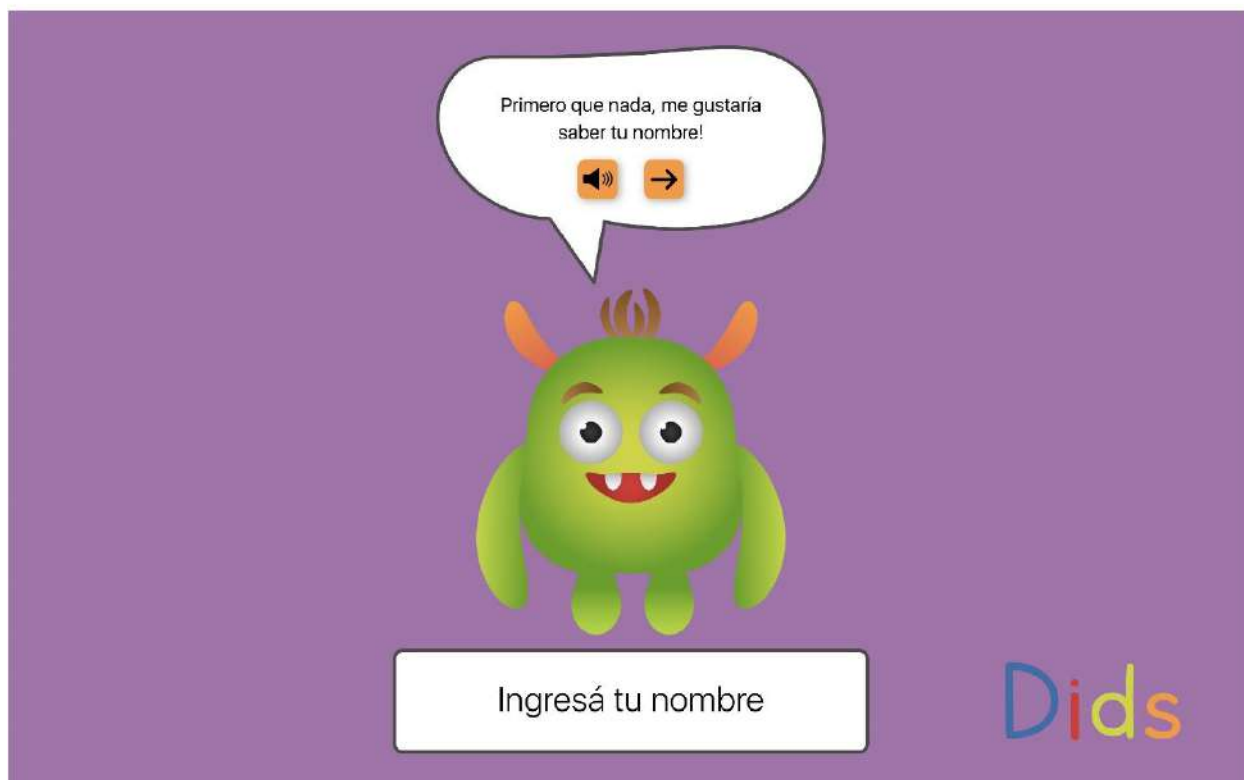 Primero que nada, me gustaría
saber tu nombre!
Ingresá tu nombre
Dids